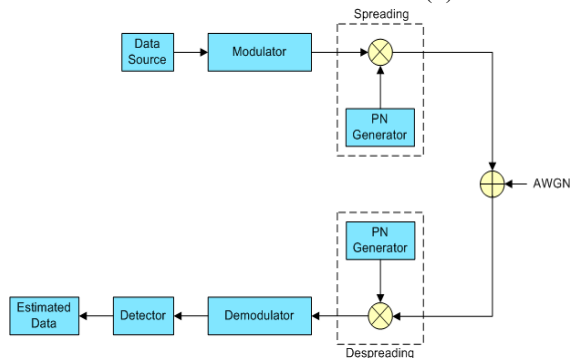 Spreading
Data
Source
Modulator
PN
Generator
AWGN
PN
Generator
Estimated
Data
Detector
Demodulator
Despreading